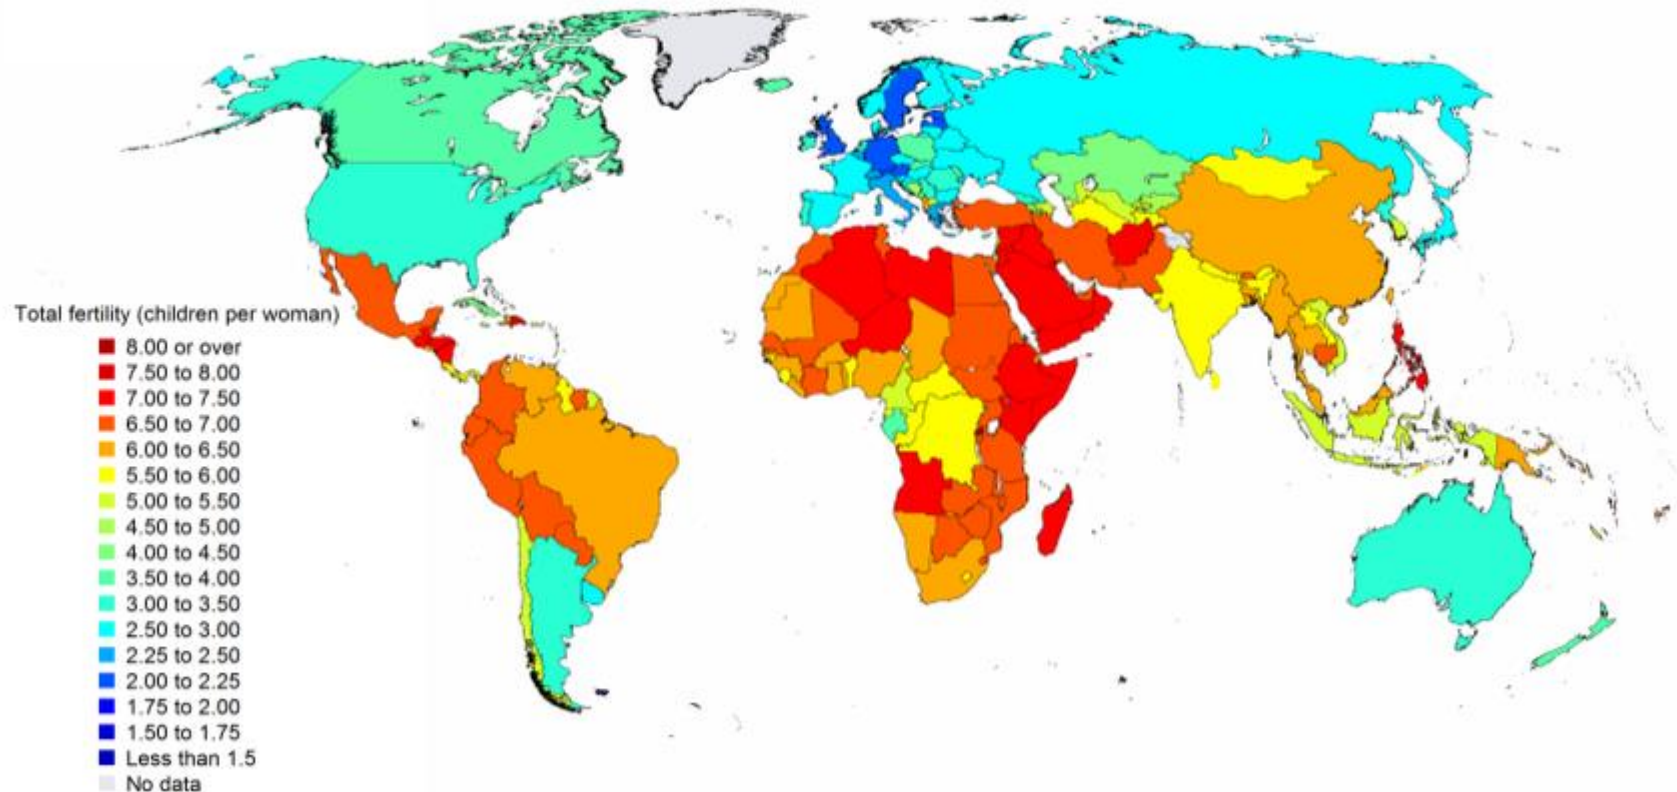 Total fertility (children per woman)
8.00 or over
7.50 to 8.00
7.00 to 7.50
6.50 to 7.00
6.00 to 6.50
5.50 to 6.00
5.00 to 5.50
4.50 to 5.00
4.00 to 4.50
3.50 to 4.00
3.00 to 3.50
2.50 to 3.00
2.25 to 2.50
2.00 to 2.25
1.75 to 2.00
1.50 to 1.75
Less than 1.5
No data